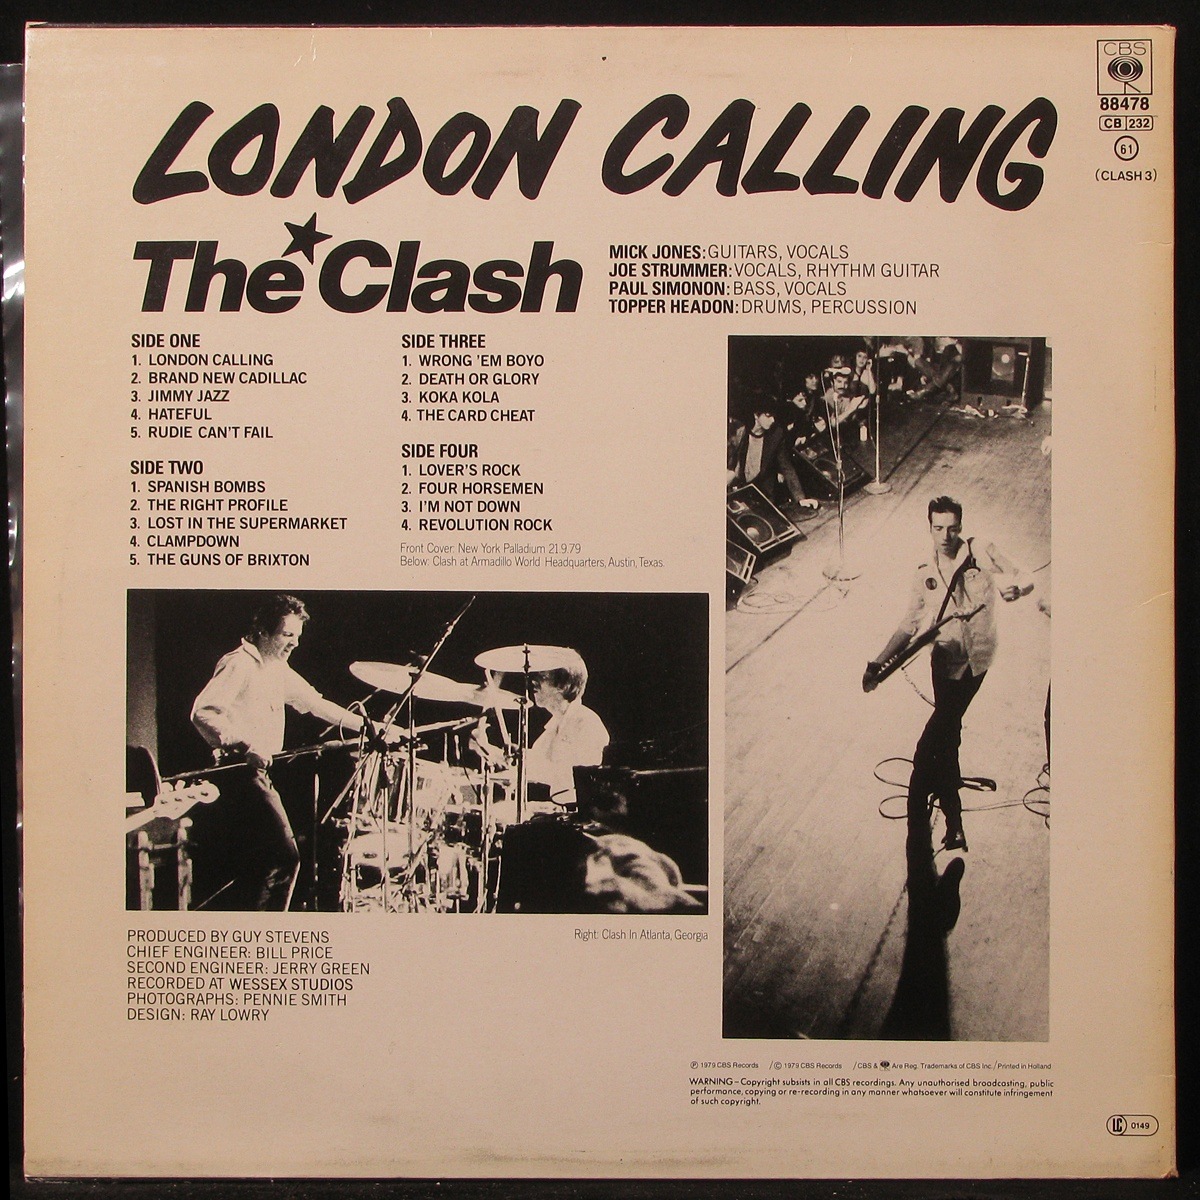 CBS
88478
CB 232
61
(CLASH 3)
LONDON CALLING
The Clash
MICK JONES: GUITARS, VOCALS
JOE STRUMMER: VOCALS, RHYTHM GUITAR
PAUL SIMONON: BASS, VOCALS
TOPPER HEADON: DRUMS, PERCUSSION
SIDE ONE
1. LONDON CALLING
2. BRAND NEW CADILLAC
3. JIMMY JAZZ
4. HATEFUL
5. RUDIE CAN'T FAIL
SIDE TWO
1. SPANISH BOMBS
2. THE RIGHT PROFILE
3. LOST IN THE SUPERMARKET
4. CLAMPDOWN
5. THE GUNS OF BRIXTON
SIDE THREE
1. WRONG 'EM BOYO
2. DEATH OR GLORY
3. KOKA KOLA
4. THE CARD CHEAT
SIDE FOUR
1. LOVER'S ROCK
2. FOUR HORSEMEN
3. I'M NOT DOWN
4. REVOLUTION ROCK
Front Cover: New York Palladium 21.9.79
Below: Clash at Armadillo World Headquarters, Austin, Texas.
Right: Clash In Atlanta, Georgia
PRODUCED BY GUY STEVENS
CHIEF ENGINEER: BILL PRICE
SECOND ENGINEER: JERRY GREEN
RECORDED AT WESSEX STUDIOS
PHOTOGRAPHS: PENNIE SMITH
DESIGN: RAY LOWRY
℗ 1979 CBS Records / © 1979 CBS Records / CBS & Are Reg. Trademarks of CBS Inc./Printed in Holland
WARNING – Copyright subsists in all CBS recordings. Any unauthorised broadcasting, public
performance, copying or re-recording in any manner whatsoever will constitute infringement
of such copyright.
LC 0149